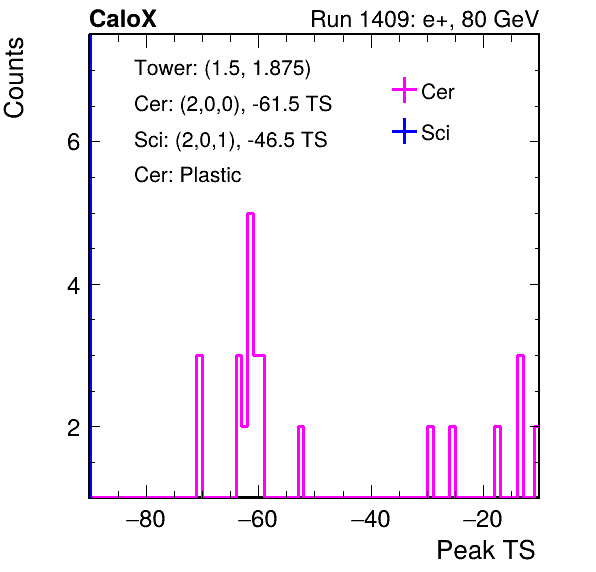 CaloX Run 1409: e+, 80 GeV
Counts
Tower: (1.5, 1.875)
Cer: (2,0,0), -61.5 TS
Sci: (2,0,1), -46.5 TS
Cer: Plastic
Cer
Sci
6
4
2
−80 −60 −40 −20
Peak TS